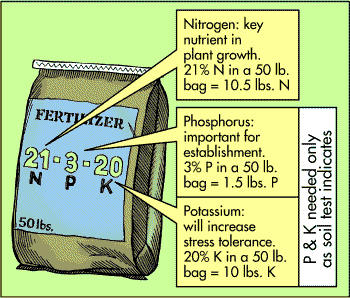 Nitrogen: key
nutrient in
plant growth.
21% N in a 50 lb.
bag = 10.5 lbs. N
FERTILIZER
21-3-20
N P K
50 lbs.
Phosphorus:
important for
establishment.
3% P in a 50 lb.
bag = 1.5 lbs. P
Potassium:
will increase
stress tolerance.
20% K in a 50 lb.
bag = 10 lbs. K
P & K needed only
as soil test indicates